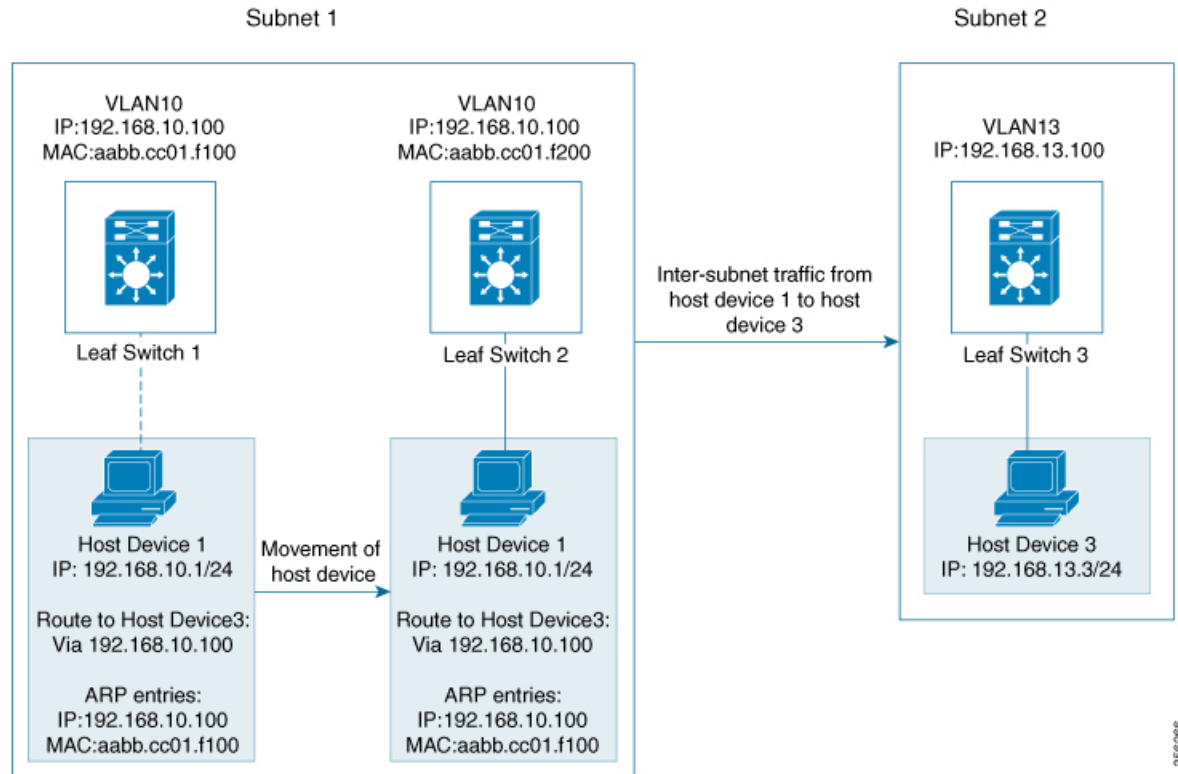 Subnet 1
Subnet 2
VLAN10
IP:192.168.10.100
MAC:aabb.cc01.f100
VLAN10
IP:192.168.10.100
MAC:aabb.cc01.f200
VLAN13
IP:192.168.13.100
Leaf Switch 1
Leaf Switch 2
Inter-subnet traffic from
host device 1 to host
device 3
Leaf Switch 3
Host Device 1
IP: 192.168.10.1/24
Route to Host Device3:
Via 192.168.10.100
ARP entries:
IP:192.168.10.100
MAC:aabb.cc01.f100
Movement of
host device
Host Device 1
IP: 192.168.10.1/24
Route to Host Device3:
Via 192.168.10.100
ARP entries:
IP:192.168.10.100
MAC:aabb.cc01.f100
Host Device 3
IP: 192.168.13.3/24